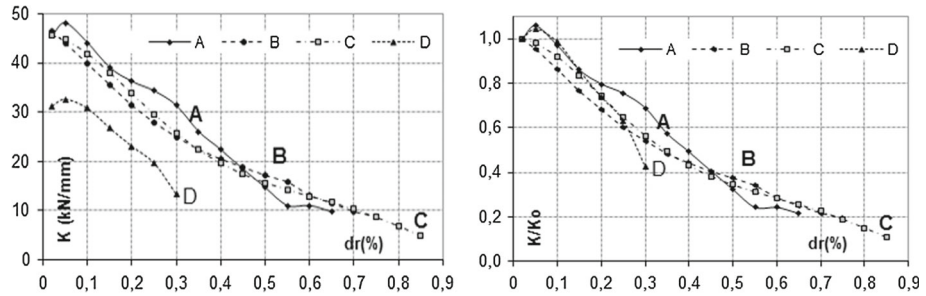 50
40
30
20
10
0
K (kN/mm)
A B C D
A
B
C
D
dr(%)
0 0,1 0,2 0,3 0,4 0,5 0,6 0,7 0,8 0,9
1,0
0,8
0,6
0,4
0,2
0,0
K/Ko
A B C D
A
B
C
D
dr(%)
0 0,1 0,2 0,3 0,4 0,5 0,6 0,7 0,8 0,9